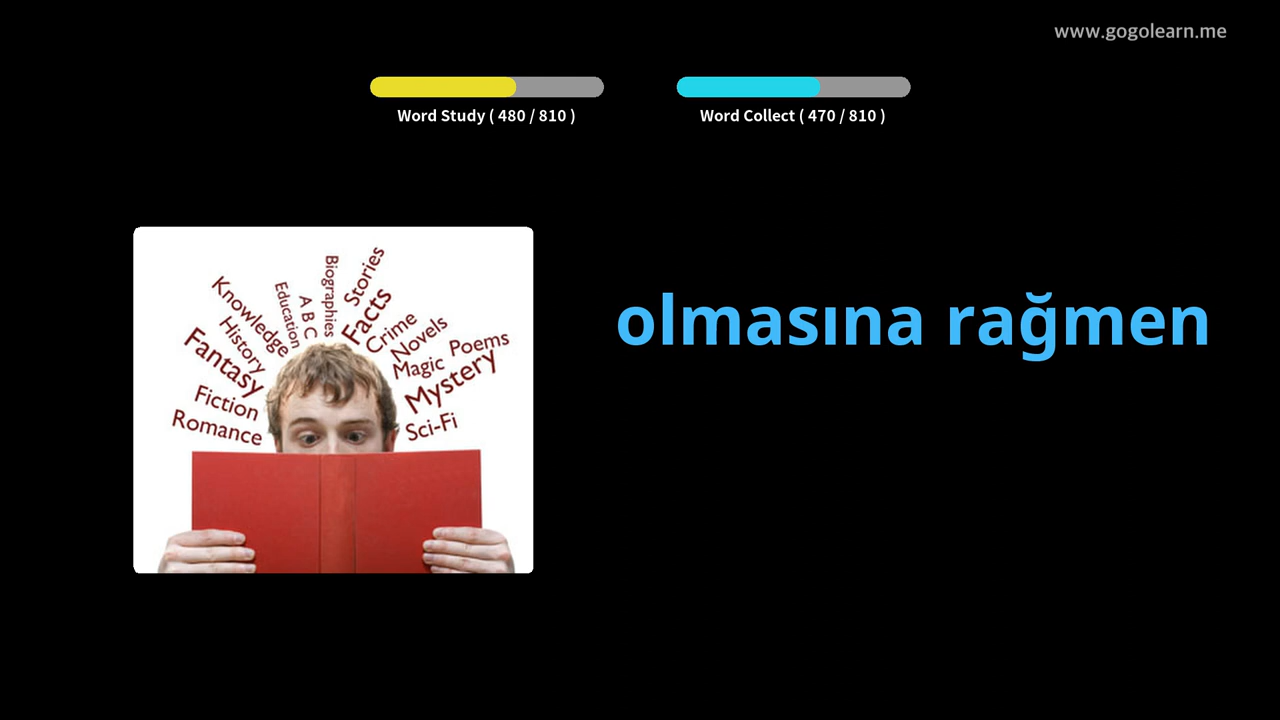 www.gogolearn.me
Word Study ( 480 / 810 )
Word Collect ( 470 / 810 )
olmasına rağmen
Knowledge
History
Fantasy
Fiction
Romance
Education
A B C
Biographies
Stories
Facts
Crime
Novels
Magic
Poems
Mystery
Sci-Fi